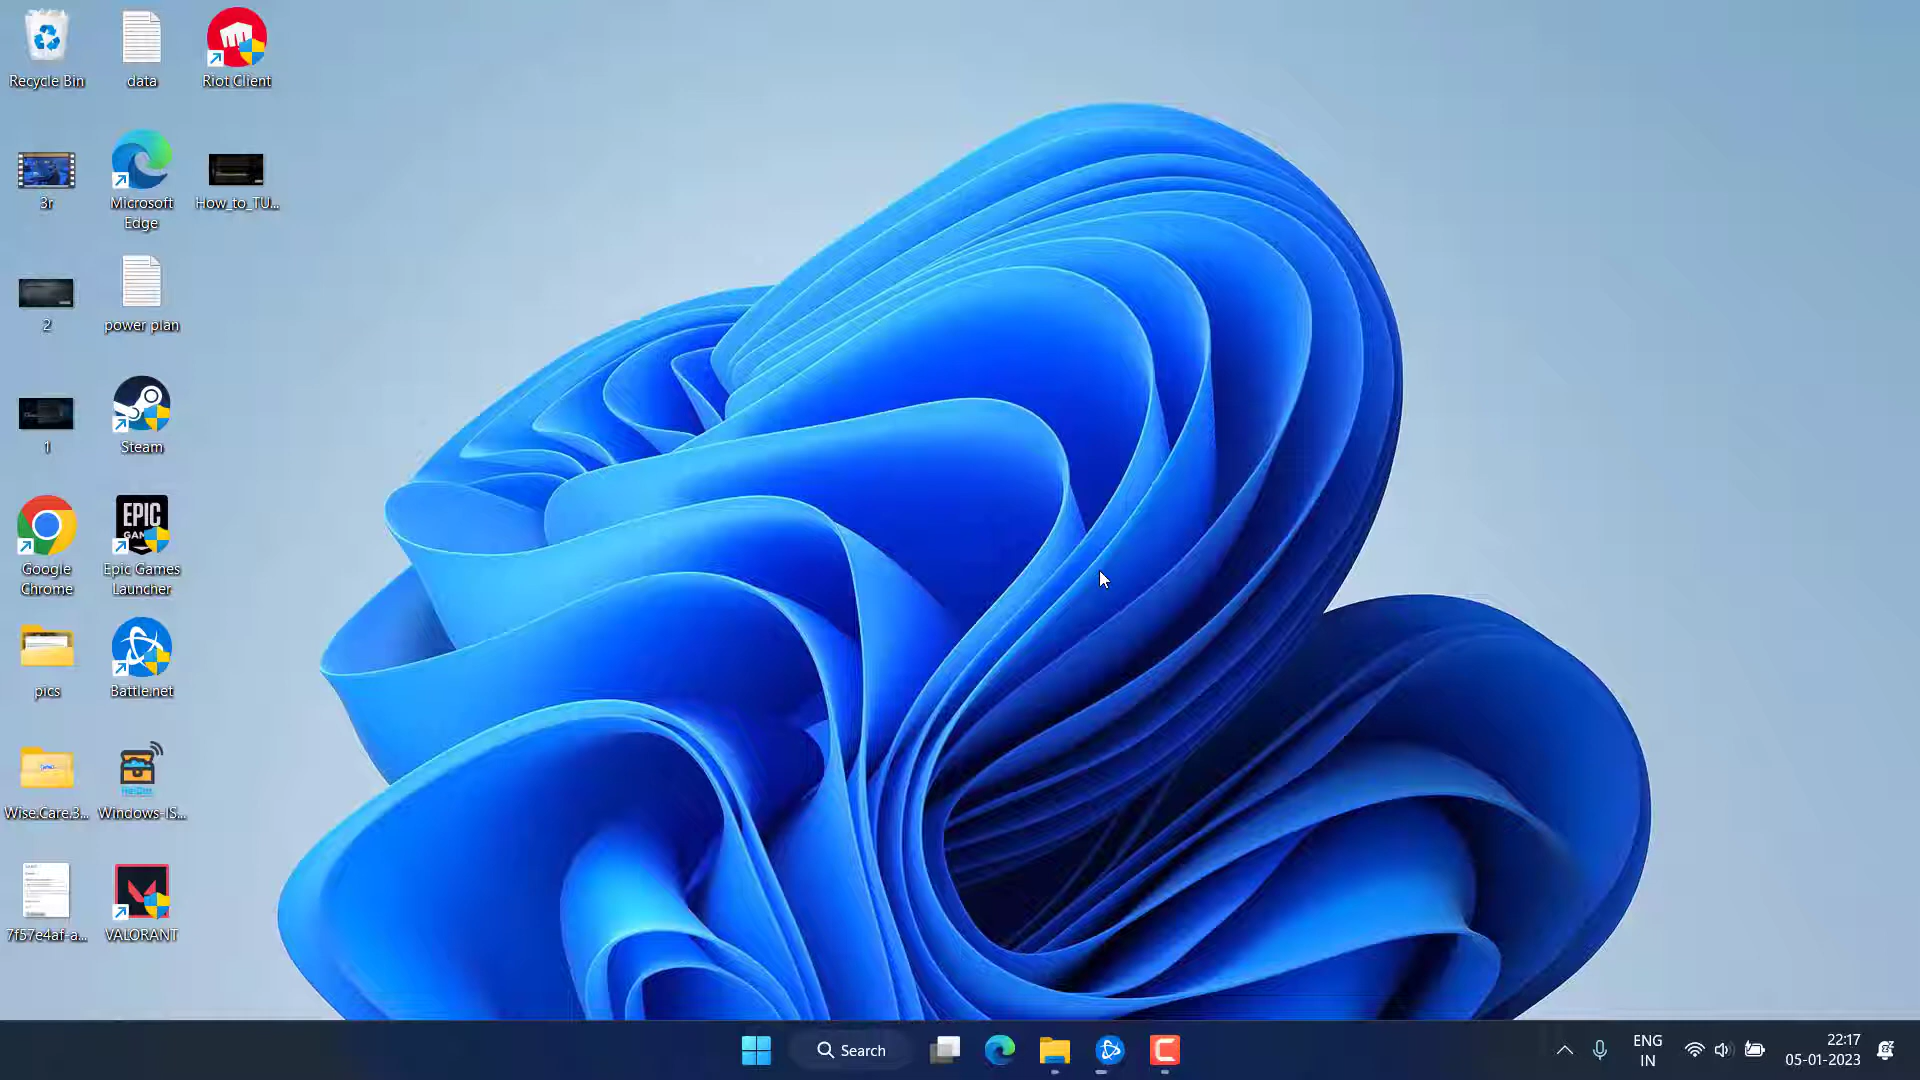 Recycle Bin
data
Riot Client
3r
Microsoft
Edge
How_to_TU...
2
power plan
1
Steam
EPIC
Google
Chrome
Epic Games
Launcher
pics
Battle.net
Wise.Care.3...
Windows-IS...
7f57e4af-a...
VALORANT
Search
ENG
IN
22:17
05-01-2023